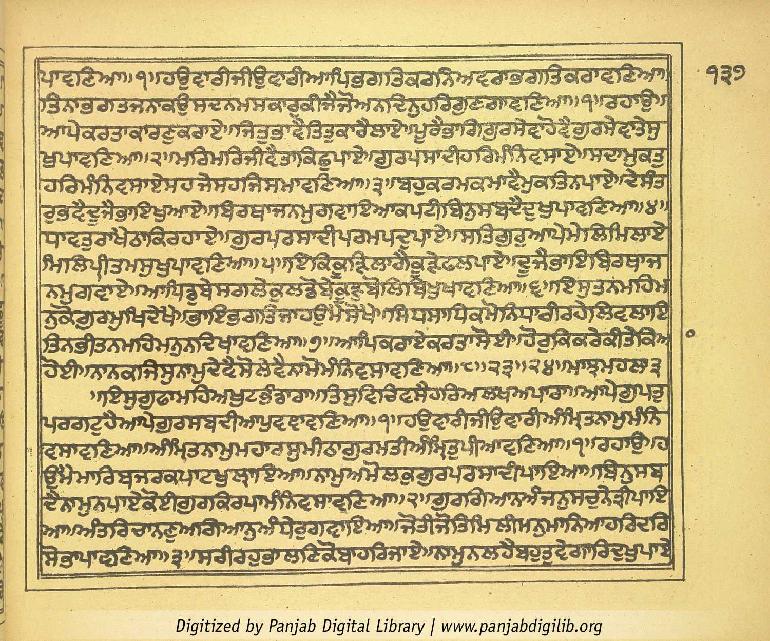 ਪਾਵਣਿਆ॥੧॥ਹਉਵਾਰੀਜੀਉਵਾਰੀਆਪਿਭਗਤਿਕਰਨਿਅਵਰਾਭਗਤਿਕਰਾਵਣਿਆ॥
ਤਿਨਾਭਗਤਜਨਾਕਉਸਦਨਮਸਕਾਰੁਕੀਜੈਜੋਅਨਦਿਨੁਹਰਿਗੁਣਗਾਵਣਿਆ॥੧॥ਰਹਾਉ॥
ਆਪੇਕਰਤਾਕਾਰਣੁਕਰਾਏ॥ਜਿਤੁਭਾਵੈਤਿਤੁਕਾਰੈਲਾਏ॥ਪੂਰੈਭਾਗਿਗੁਰਸੇਵਾਹੋਵੈਗੁਰਸੇਵਾਤੇਸੁ
ਖੁਪਾਵਣਿਆ॥੨॥ਮਰਿਮਰਿਜੀਵੈਤਾਕਿਛੁਪਾਏ॥ਗੁਰਪਰਸਾਦੀਹਰਿਮੰਨਿਵਸਾਏ॥ਸਦਾਮੁਕਤੁ
ਹਰਿਮੰਨਿਵਸਾਏਸਹਜੇਸਹਜਿਸਮਾਵਣਿਆ॥੩॥ਬਹੁਕਰਮਕਮਾਵੈਮੁਕਤਿਨਪਾਏ॥ਦੇਸੰਤ
ਰੁਭਵੈਦੂਜੈਭਾਇਖੁਆਏ॥ਬਿਰਥਾਜਨਮੁਗਵਾਇਆਕਪਟੀਬਿਨੁਸਬਦੈਦੁਖੁਪਾਵਣਿਆ॥੪॥
ਧਾਵਤੁਰਾਖੈਠਾਕਿਰਹਾਏ॥ਗੁਰਪਰਸਾਦੀਪਰਮਪਦੁਪਾਏ॥ਸਤਿਗੁਰੁਆਪੇਮੇਲਿਮਿਲਾਏ
ਮਿਲਿਪ੍ਰੀਤਮਸੁਖੁਪਾਵਣਿਆ॥੫॥ਇਕਿਕੂੜਿਲਾਗੇਕੂੜੇਫਲਪਾਏ॥ਦੂਜੈਭਾਇਬਿਰਥਾਜ
ਨਮੁਗਵਾਏ॥ਆਪਿਡੁਬੇਸਗਲੇਕੁਲਡੋਬੇਕੂੜੁਬੋਲਿਬਿਖੁਖਾਵਣਿਆ॥੬॥ਇਸੁਤਨਮਹਿਮ
ਨੁਕੋਗੁਰਮੁਖਿਦੇਖੈ॥ਭਾਇਭਗਤਿਜਾਹਉਮੈਸੋਖੈ॥ਸਿਧਸਾਧਿਕਮੋਨਿਧਾਰੀਰਹੇਲਿਵਲਾਇ
ਤਿਨਭੀਤਨਮਹਿਮਨੁਨਦਿਖਾਵਣਿਆ॥੭॥ਆਪਿਕਰਾਏਕਰਤਾਸੋਈ॥ਹੋਰੁਕਿਕਰੇਕੀਤੈਕਿਆ
ਹੋਈ॥ਨਾਨਕਜਿਸੁਨਾਮੁਦੇਵੈਸੋਲੇਵੈਨਾਮੋਮੰਨਿਵਸਾਵਣਿਆ॥੮॥੨੩॥੨੪॥ਮਾਝਮਹਲਾ੩
॥ਇਸੁਗੁਫਾਮਹਿਅਖੁਟਭੰਡਾਰਾ॥ਤਿਸੁਵਿਚਿਵਸੈਹਰਿਅਲਖਅਪਾਰਾ॥ਆਪੇਗੁਪਤੁ
ਪਰਗਟੁਹੈਆਪੇਗੁਰਸਬਦੀਆਪੁਵਞਾਵਣਿਆ॥੧॥ਹਉਵਾਰੀਜੀਉਵਾਰੀਅੰਮ੍ਰਿਤਨਾਮੁਮੰਨਿ
ਵਸਾਵਣਿਆ॥ਅੰਮ੍ਰਿਤਨਾਮੁਮਹਾਰਸੁਮੀਠਾਗੁਰਮਤੀਅੰਮ੍ਰਿਤੁਪੀਆਵਣਿਆ॥੧॥ਰਹਾਉ॥ਹ
ਉਮੈਮਾਰਿਬਜਰਕਪਾਟਖੁਲਾਇਆ॥ਨਾਮੁਅਮੋਲਕੁਗੁਰਪਰਸਾਦੀਪਾਇਆ॥ਬਿਨੁਸਬ
ਦੈਨਾਮੁਨਪਾਏਕੋਈਗੁਰਕਿਰਪਾਮੰਨਿਵਸਾਵਣਿਆ॥੨॥ਗੁਰਗਿਆਨਅੰਜਨੁਸਚੁਨੇਤ੍ਰੀਪਾਇ
ਆ॥ਅੰਤਰਿਚਾਨਣੁਅਗਿਆਨੁਅੰਧੇਰੁਗਵਾਇਆ॥ਜੋਤੀਜੋਤਿਮਿਲੀਮਨੁਮਾਨਿਆਹਰਿਦਰਿ
ਸੋਭਾਪਾਵਣਿਆ॥੩॥ਸਰੀਰਹੁਭਾਲਣਿਕੋਬਾਹਰਿਜਾਏ॥ਨਾਮੁਨਲਹੈਬਹੁਤੁਵੇਗਾਰਿਦੁਖੁਪਾਏ
੧੩੭
Digitized by Panjab Digital Library | www.panjabdigilib.org